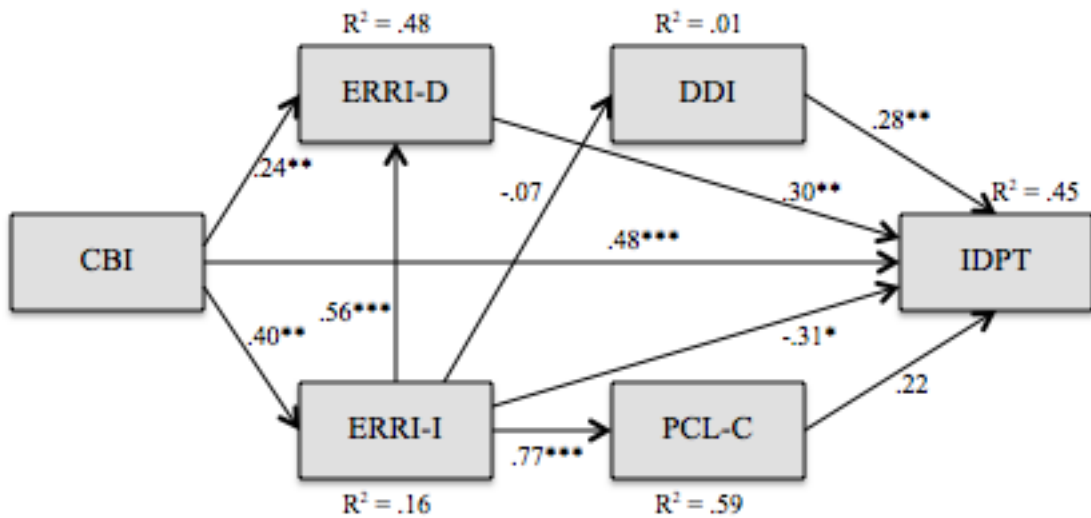 R² = .48
R² = .01
ERRI-D
DDI
.28**
.24**
-.07
.30**
R² = .45
CBI
.48***
IDPT
.56***
.40**
-.31*
.22
ERRI-I
PCL-C
.77***
R² = .16
R² = .59